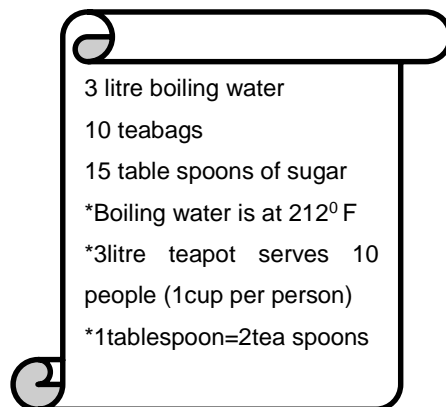 3 litre boiling water
10 teabags
15 table spoons of sugar
*Boiling water is at 212⁰ F
*3litre teapot serves 10
people (1cup per person)
*1tablespoon=2tea spoons